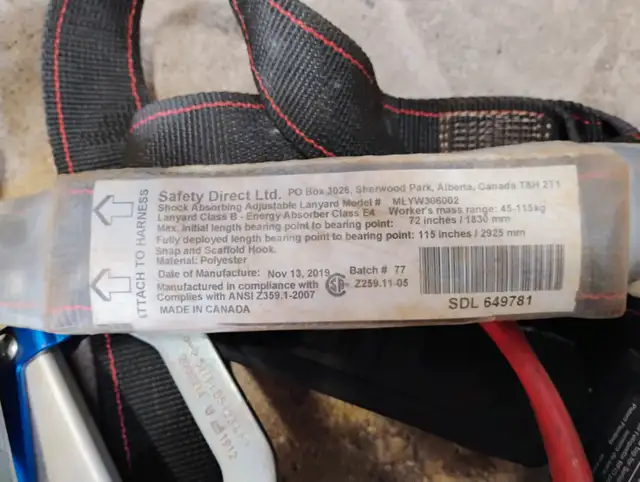 ATTACH TO HARNESS
Safety Direct Ltd. PO Box 3026, Sherwood Park, Alberta, Canada T8H 2T1
Shock Absorbing Adjustable Lanyard Model # MLYW306062
Lanyard Class B - Energy Absorber Class E4 Worker's mass range: 45-115kg
Max. initial length bearing point to bearing point: 72 inches / 1830 mm
Fully deployed length bearing point to bearing point: 115 inches / 2925 mm
Snap and Scaffold Hook.
Material: Polyester
Date of Manufacture: Nov 13, 2019 Batch # 77
Manufactured in compliance with CSA Z259.11-05
Complies with ANSI Z359.1-2007
MADE IN CANADA
SDL 649781
1912